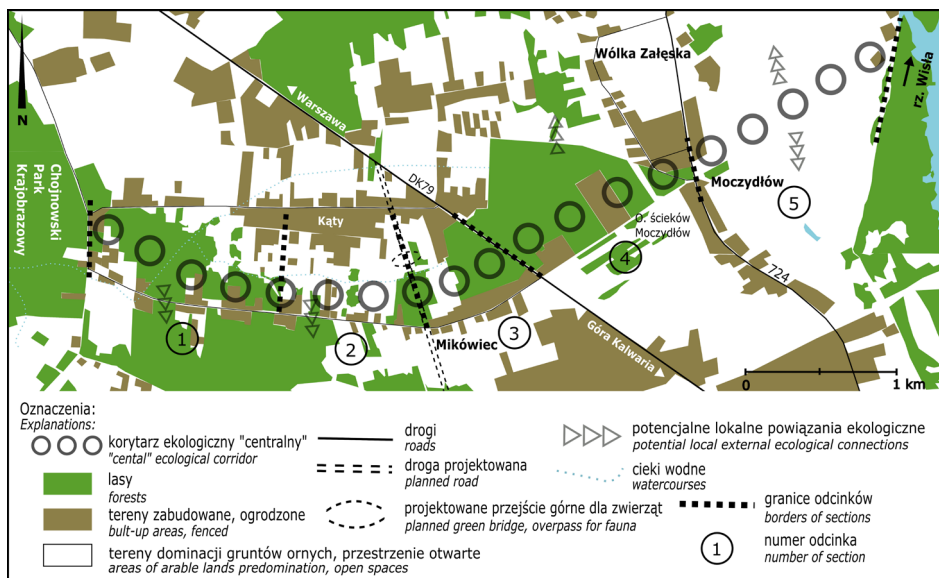 Wólka Załęska
Warszawa
rz. Wisła
N
Chojnowski
Park
Krajobrazowy
DK79
Moczydłów
5
Kąty
O. ścieków
Moczydłów
4
724
1
2
Mikówiec
3
Góra Kalwaria
0
1 km
Oznaczenia:
Explanations:
korytarz ekologiczny "centralny"
"cental" ecological corridor
lasy
forests
tereny zabudowane, ogrodzone
bult-up areas, fenced
tereny dominacji gruntów ornych, przestrzenie otwarte
areas of arable lands predomination, open spaces
drogi
roads
droga projektowana
planned road
projektowane przejście górne dla zwierząt
planned green bridge, overpass for fauna
potencjalne lokalne powiązania ekologiczne
potential local external ecological connections
cieki wodne
watercourses
granice odcinków
borders of sections
1
numer odcinka
number of section